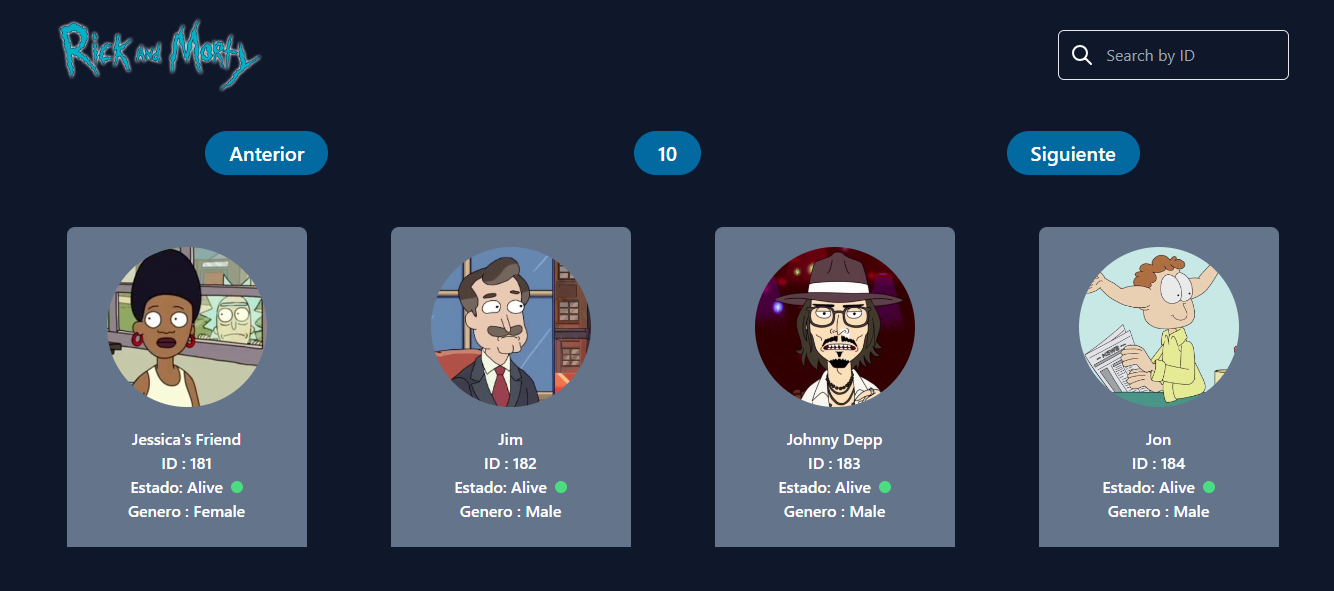 Rick and Morty
Search by ID
Anterior
10
Siguiente
Jessica's Friend
ID : 181
Estado: Alive
Genero : Female
Jim
ID : 182
Estado: Alive
Genero : Male
Johnny Depp
ID : 183
Estado: Alive
Genero : Male
NEWS
Jon
ID : 184
Estado: Alive
Genero : Male